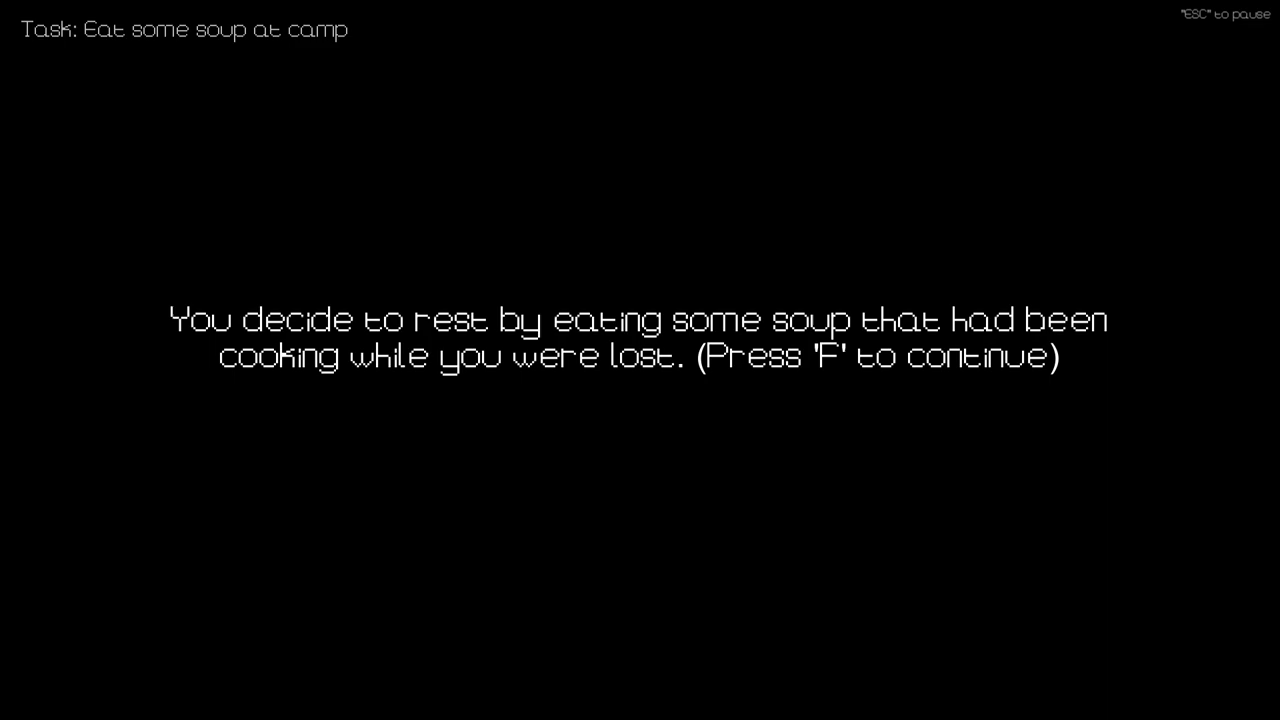 Task: Eat some soup at camp
"ESC" to pause
You decide to rest by eating some soup that had been
cooking while you were lost. (Press 'F' to continue)